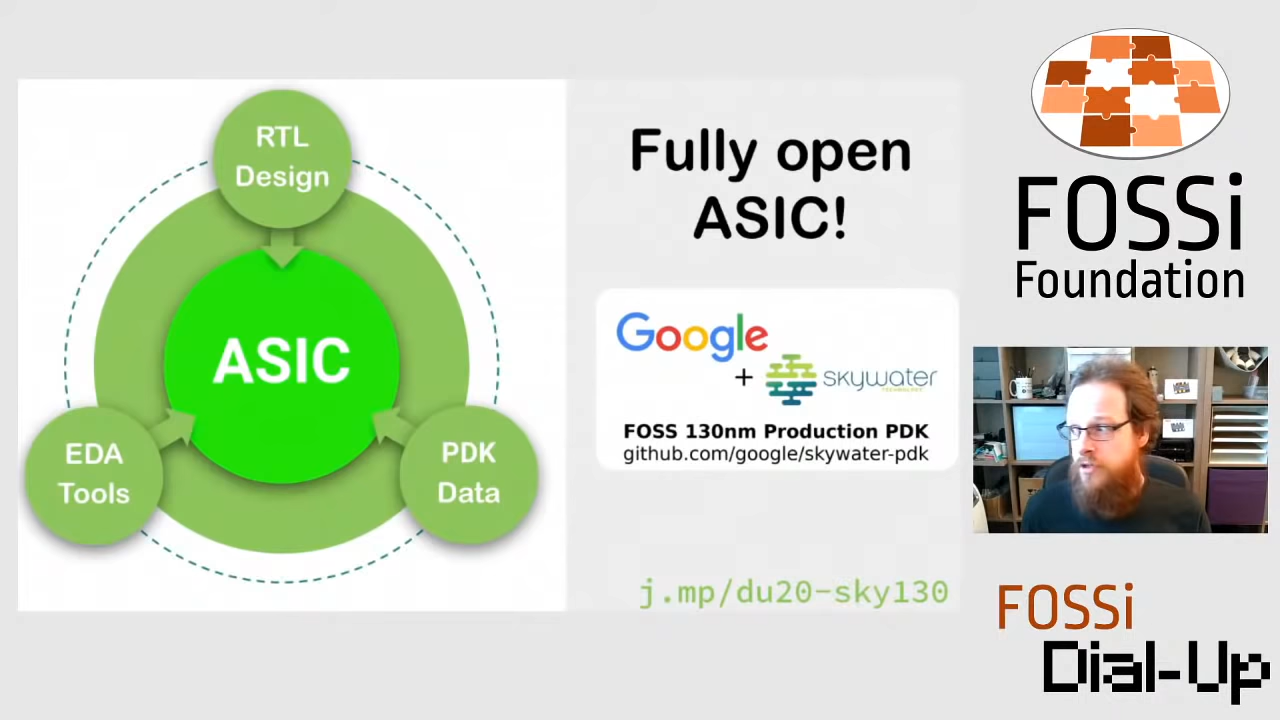 RTL
Design
ASIC
EDA
Tools
PDK
Data
Fully open
ASIC!
Google
+
skywater
TECHNOLOGY
FOSS 130nm Production PDK
github.com/google/skywater-pdk
j.mp/du20-sky130
FOSSi
Foundation
FOSSi
Dial-Up